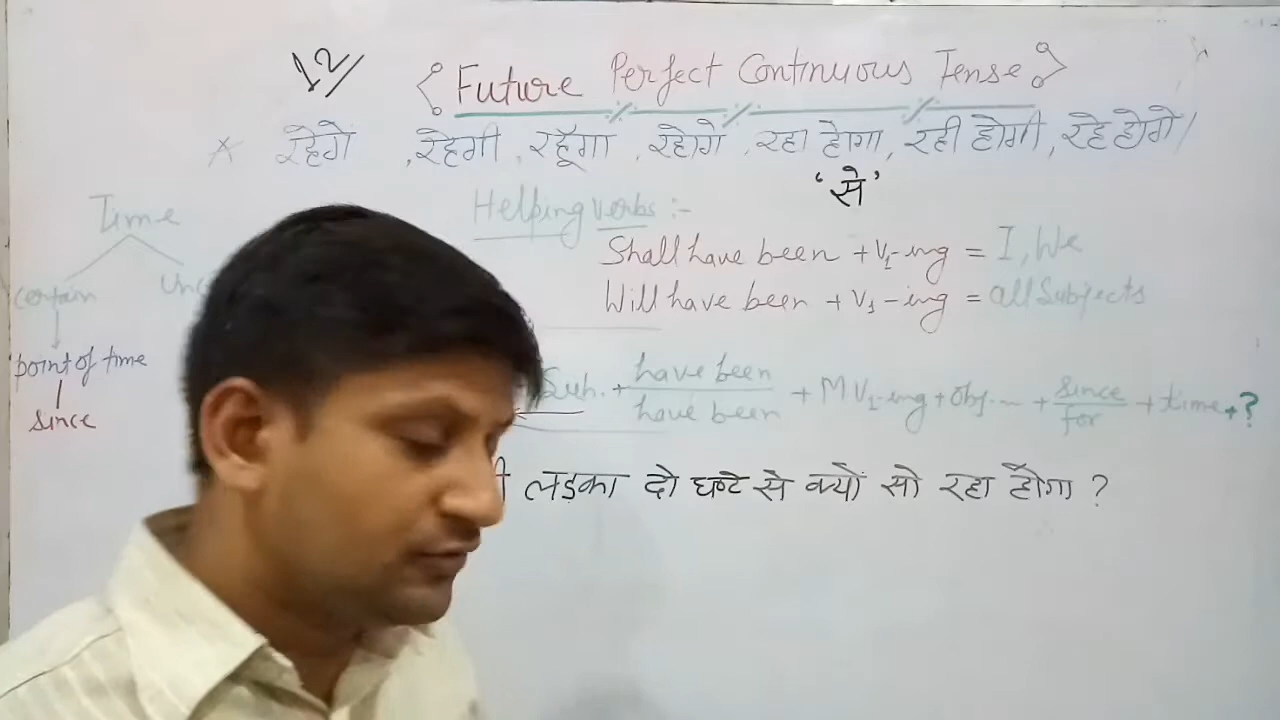 12/ {Future Perfect Continuous Tense}
* रहेगें , रहेगी , रहूँगा , रहोगे , रहा होगा, रही होगी, रहे होगे/
'से'
Time
Helping verbs :-
Shall have been + V1-ing = I, We
certain
Will have been + V1-ing = all Subjects
point of time
since
Sub. + have been / have been + M V1-ing + Obj... + since / for + time + ?
लड़का दो घण्टे से क्यों सो रहा होगा ?